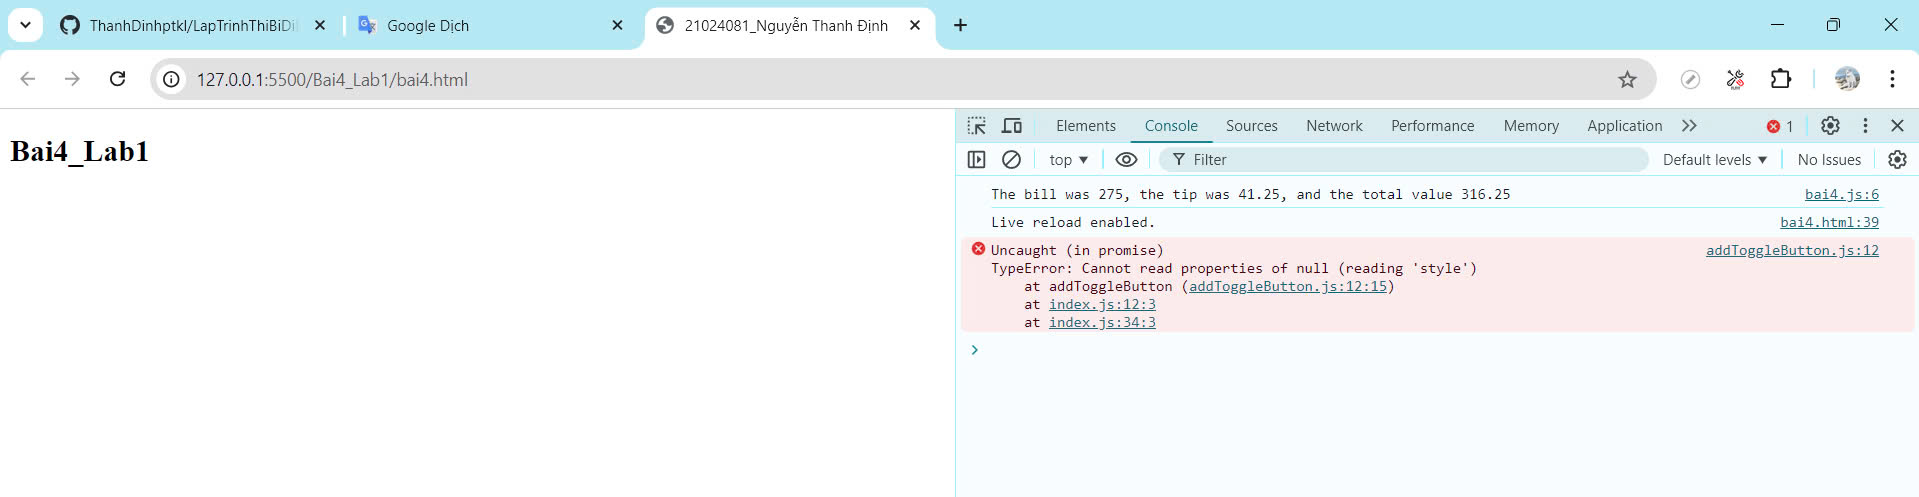 ThanhDinhptkl/LapTrinhThiBiDi
Google Dịch
21024081_Nguyễn Thanh Định
127.0.0.1:5500/Bai4_Lab1/bai4.html
Bai4_Lab1
Elements Console Sources Network Performance Memory Application 1
top Filter Default levels No Issues
The bill was 275, the tip was 41.25, and the total value 316.25 bai4.js:6
Live reload enabled. bai4.html:39
Uncaught (in promise) addToggleButton.js:12
TypeError: Cannot read properties of null (reading 'style')
at addToggleButton (addToggleButton.js:12:15)
at index.js:12:3
at index.js:34:3